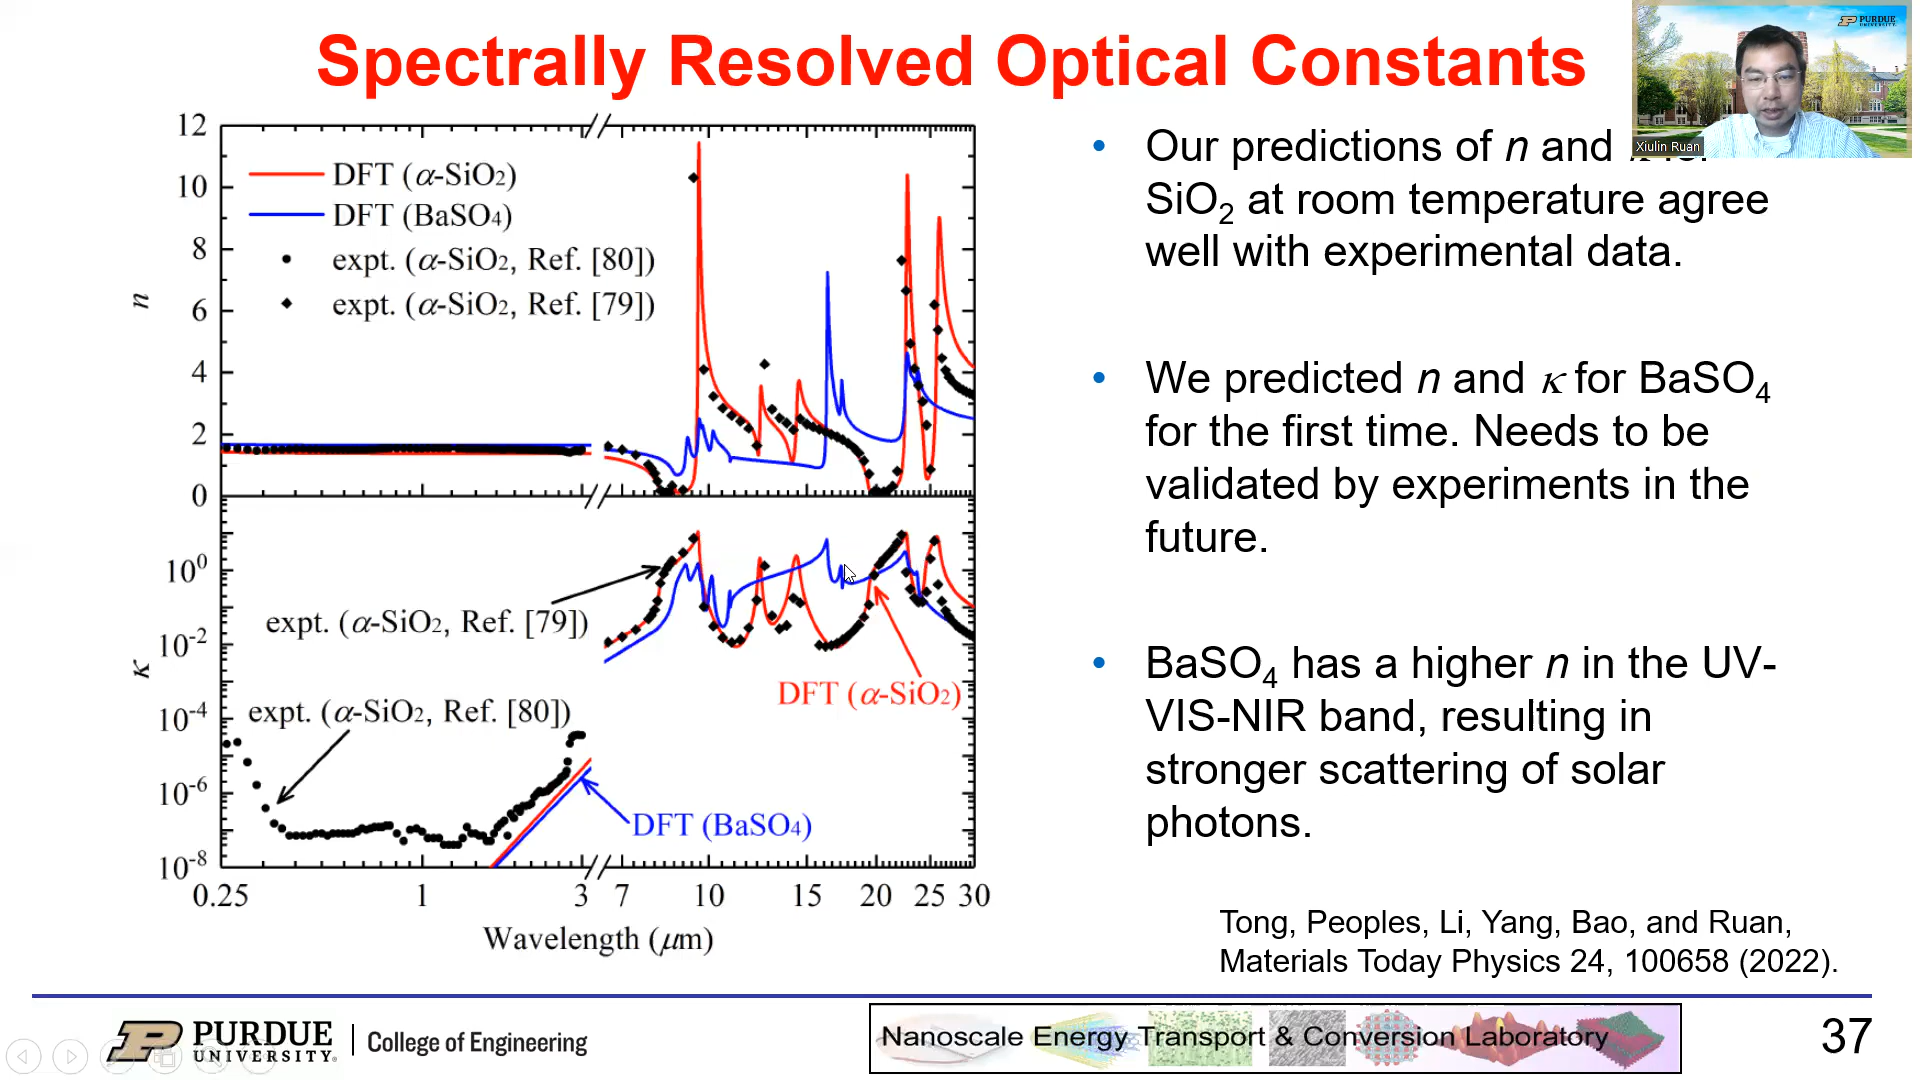 Spectrally Resolved Optical Constants
PURDUE
UNIVERSITY
Xiulin Ruan
12
10
8
6
4
2
0
n
DFT (α-SiO₂)
DFT (BaSO₄)
expt. (α-SiO₂, Ref. [80])
expt. (α-SiO₂, Ref. [79])
10⁰
10⁻²
10⁻⁴
10⁻⁶
10⁻⁸
κ
expt. (α-SiO₂, Ref. [79])
DFT (α-SiO₂)
expt. (α-SiO₂, Ref. [80])
DFT (BaSO₄)
0.25 1 3 7 10 15 20 25 30
Wavelength (μm)
• Our predictions of n and
SiO₂ at room temperature agree
well with experimental data.
• We predicted n and κ for BaSO₄
for the first time. Needs to be
validated by experiments in the
future.
• BaSO₄ has a higher n in the UV-
VIS-NIR band, resulting in
stronger scattering of solar
photons.
Tong, Peoples, Li, Yang, Bao, and Ruan,
Materials Today Physics 24, 100658 (2022).
PURDUE
UNIVERSITY®
College of Engineering
Nanoscale Energy Transport & Conversion Laboratory
37